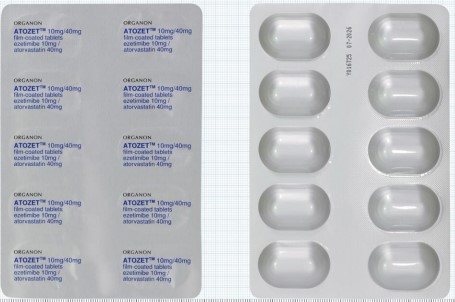 ORGANON
ATOZET™ 10mg/40mg
film-coated tablets
ezetimibe 10mg /
atorvastatin 40mg
ORGANON
ATOZET™ 10mg/40mg
film-coated tablets
ezetimibe 10mg /
atorvastatin 40mg
ORGANON
ATOZET™ 10mg/40mg
film-coated tablets
ezetimibe 10mg /
atorvastatin 40mg
ORGANON
ATOZET™ 10mg/40mg
film-coated tablets
ezetimibe 10mg /
atorvastatin 40mg
ORGANON
ATOZET™ 10mg/40mg
film-coated tablets
ezetimibe 10mg /
atorvastatin 40mg
ORGANON
ATOZET™ 10mg/40mg
film-coated tablets
ezetimibe 10mg /
atorvastatin 40mg
ORGANON
ATOZET™ 10mg/40mg
film-coated tablets
ezetimibe 10mg /
atorvastatin 40mg
ORGANON
ATOZET™ 10mg/40mg
film-coated tablets
ezetimibe 10mg /
atorvastatin 40mg
ORGANON
ATOZET™ 10mg/40mg
film-coated tablets
ezetimibe 10mg /
atorvastatin 40mg
ORGANON
ATOZET™ 10mg/40mg
film-coated tablets
ezetimibe 10mg /
atorvastatin 40mg
07-2026